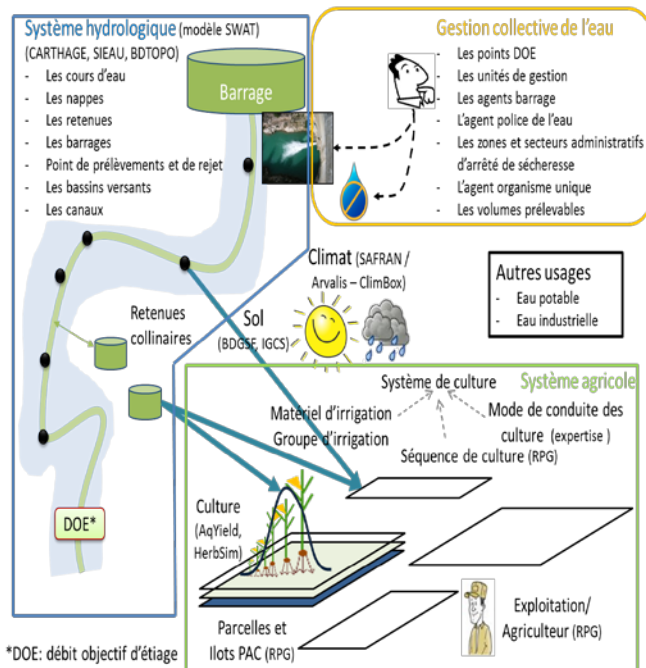 Système hydrologique (modèle SWAT)
(CARTHAGE, SIEAU, BDTOPO)
- Les cours d'eau
- Les nappes
- Les retenues
- Les barrages
- Point de prélèvements et de rejet
- Les bassins versants
- Les canaux
Barrage
Gestion collective de l'eau
- Les points DOE
- Les unités de gestion
- Les agents barrage
- L'agent police de l'eau
- Les zones et secteurs administratifs
d'arrêté de sécheresse
- L'agent organisme unique
- Les volumes prélevables
Climat (SAFRAN /
Arvalis – ClimBox)
Sol
(BDGSF, IGCS)
Autres usages
- Eau potable
- Eau industrielle
Retenues
collinaires
DOE*
Système agricole
Système de culture
Matériel d'irrigation
Groupe d'irrigation
Mode de conduite des
culture (expertise )
Séquence de culture (RPG)
Culture
(AqYield,
HerbSim)
Parcelles et
Ilots PAC (RPG)
Exploitation/
Agriculteur (RPG)
*DOE: débit objectif d'étiage